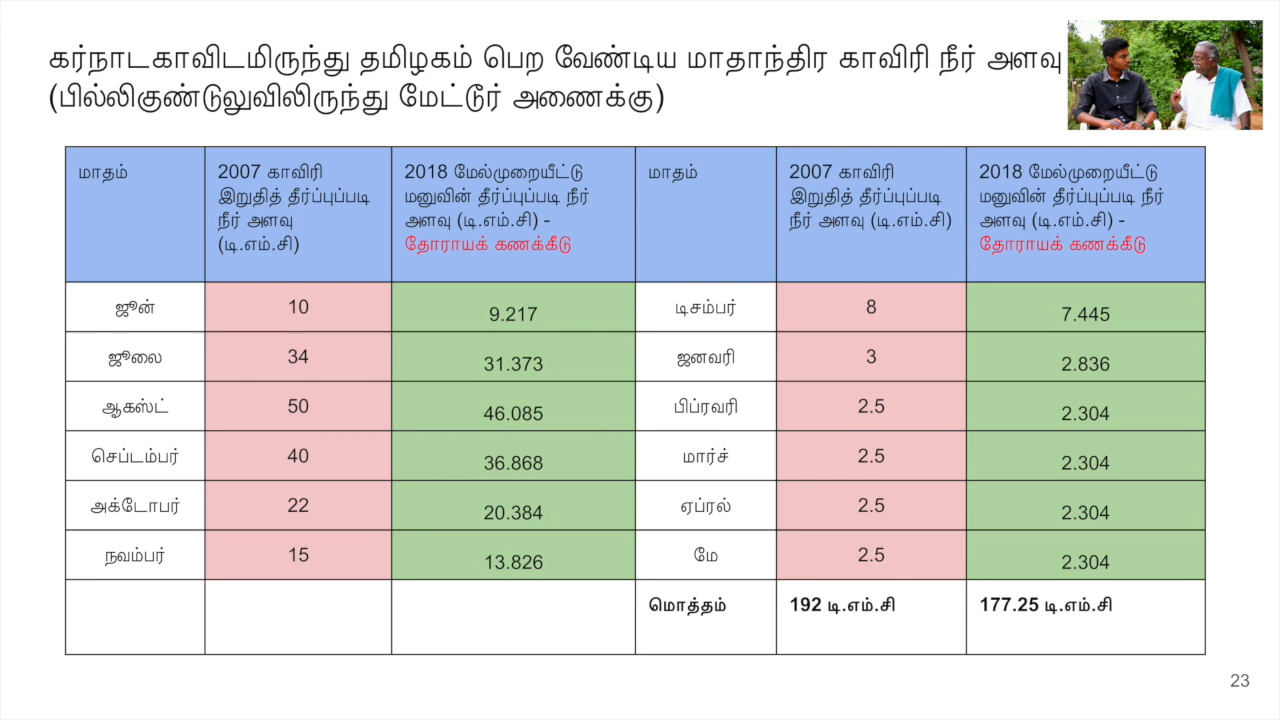 கர்நாடகாவிடமிருந்து தமிழகம் பெற வேண்டிய மாதாந்திர காவிரி நீர் அளவு
(பில்லிகுண்டுலுவிலிருந்து மேட்டூர் அணைக்கு)
மாதம்
2007 காவிரி
இறுதித் தீர்ப்புப்படி
நீர் அளவு
(டி.எம்.சி)
2018 மேல்முறையீட்டு
மனுவின் தீர்ப்புப்படி நீர்
அளவு (டி.எம்.சி) -
தோராயக் கணக்கீடு
மாதம்
2007 காவிரி
இறுதித் தீர்ப்புப்படி
நீர் அளவு (டி.எம்.சி)
2018 மேல்முறையீட்டு
மனுவின் தீர்ப்புப்படி நீர்
அளவு (டி.எம்.சி) -
தோராயக் கணக்கீடு
ஜூன் 10 9.217 டிசம்பர் 8 7.445
ஜூலை 34 31.373 ஜனவரி 3 2.836
ஆகஸ்ட் 50 46.085 பிப்ரவரி 2.5 2.304
செப்டம்பர் 40 36.868 மார்ச் 2.5 2.304
அக்டோபர் 22 20.384 ஏப்ரல் 2.5 2.304
நவம்பர் 15 13.826 மே 2.5 2.304
மொத்தம் 192 டி.எம்.சி 177.25 டி.எம்.சி
23